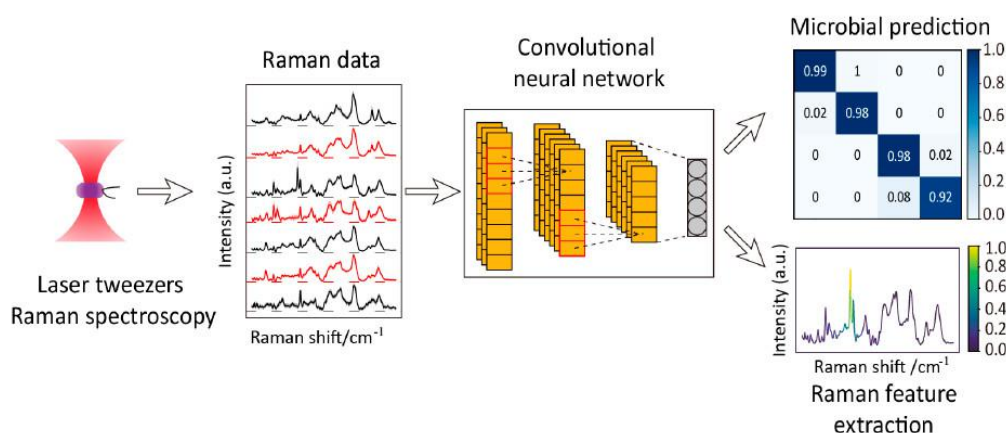 Laser tweezers
Raman spectroscopy
Raman data
Intensity (a.u.)
Raman shift/cm-1
Convolutional
neural network
Microbial prediction
0.99 1 0 0
0.02 0.98 0 0
0 0 0.98 0.02
0 0 0.08 0.92
1.0
0.8
0.6
0.4
0.2
0.0
Intensity (a.u.)
Raman shift /cm-1
1.0
0.8
0.6
0.4
0.2
0.0
Raman feature
extraction